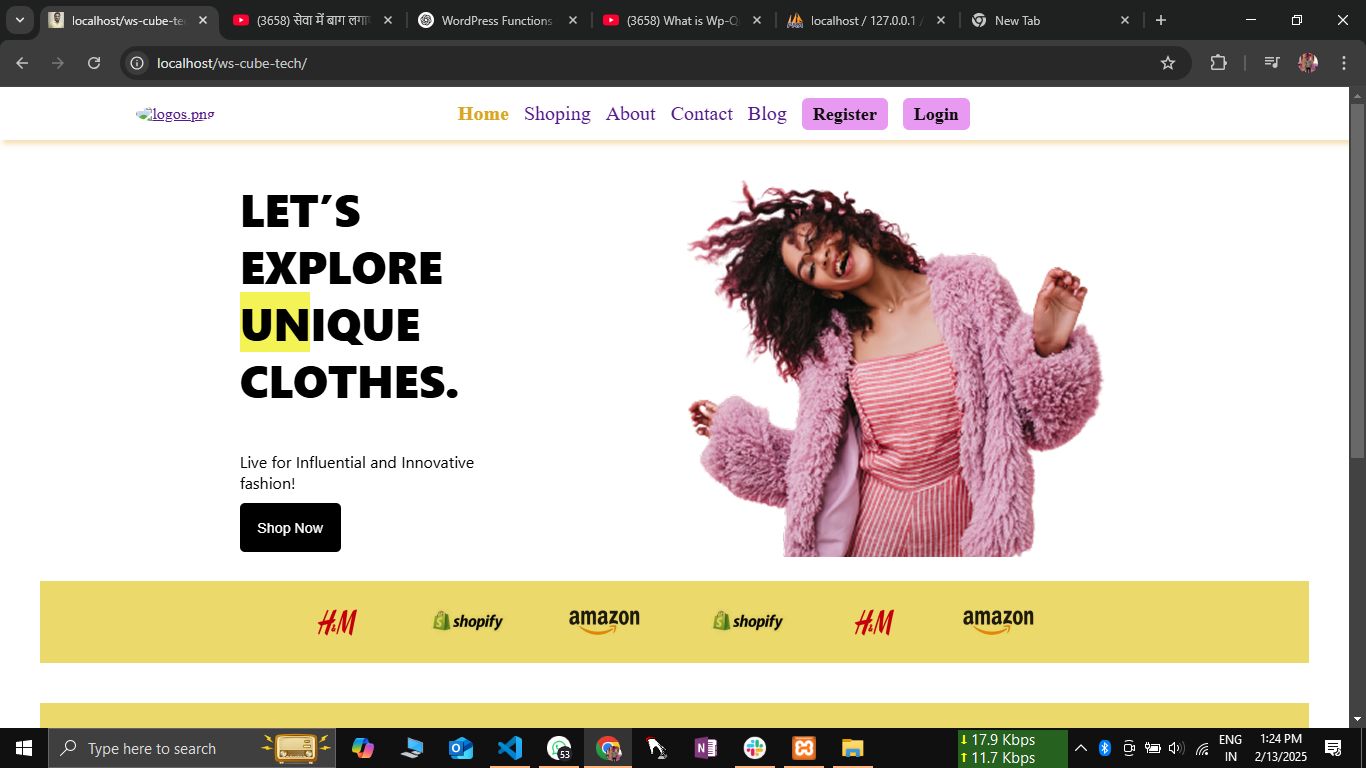 localhost/ws-cube-te
(3658) सेवा में बाग लगा
WordPress Functions
(3658) What is Wp-Q
localhost / 127.0.0.1 /
New Tab
localhost/ws-cube-tech/
logos.png
Home Shoping About Contact Blog Register Login
LET’S
EXPLORE
UNIQUE
CLOTHES.
Live for Influential and Innovative
fashion!
Shop Now
H&M shopify amazon shopify H&M amazon
Type here to search
53
17.9 Kbps
11.7 Kbps
ENG
IN
1:24 PM
2/13/2025